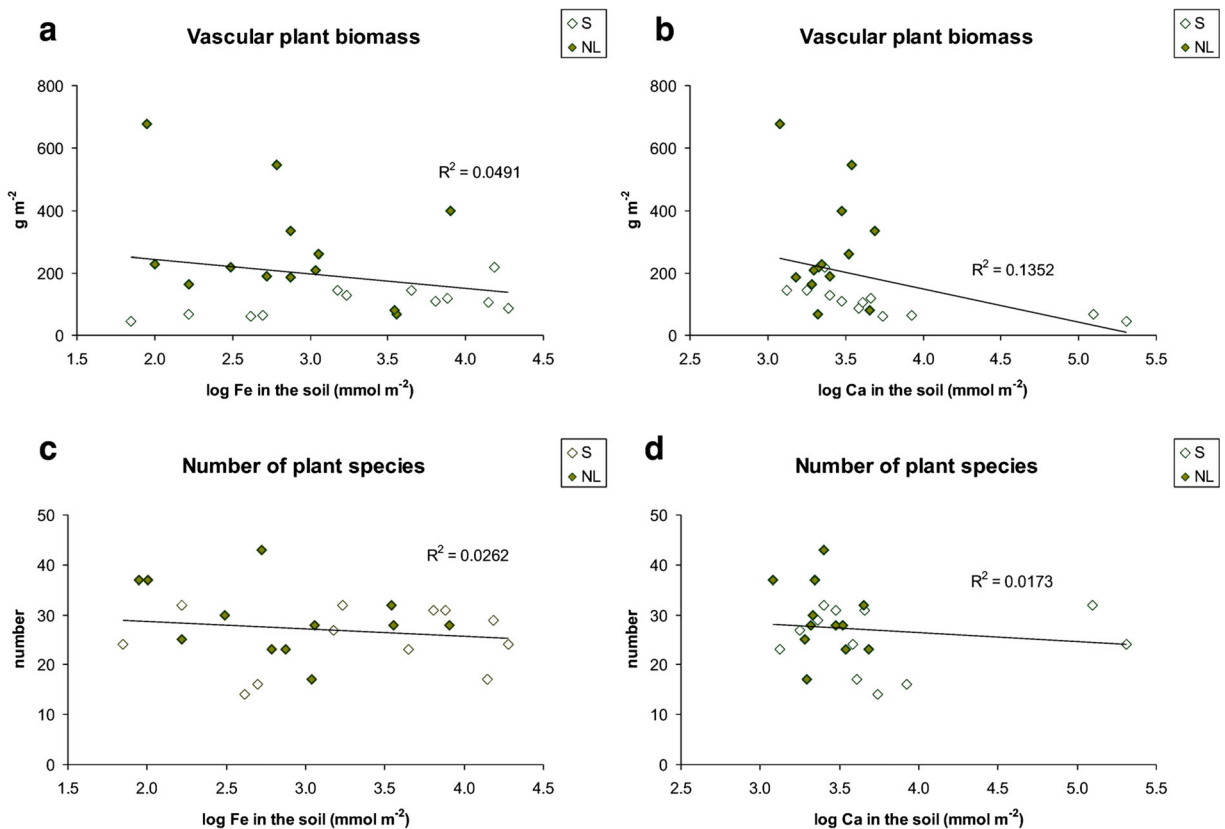 a
Vascular plant biomass
S
NL
800
600
400
200
0
g m-2
R2 = 0.0491
1.5 2.0 2.5 3.0 3.5 4.0 4.5
log Fe in the soil (mmol m-2)
b
Vascular plant biomass
S
NL
800
600
400
200
0
g m-2
R2 = 0.1352
2.5 3.0 3.5 4.0 4.5 5.0 5.5
log Ca in the soil (mmol m-2)
c
Number of plant species
S
NL
50
40
30
20
10
0
number
R2 = 0.0262
1.5 2.0 2.5 3.0 3.5 4.0 4.5
log Fe in the soil (mmol m-2)
d
Number of plant species
S
NL
50
40
30
20
10
0
number
R2 = 0.0173
2.5 3.0 3.5 4.0 4.5 5.0 5.5
log Ca in the soil (mmol m-2)